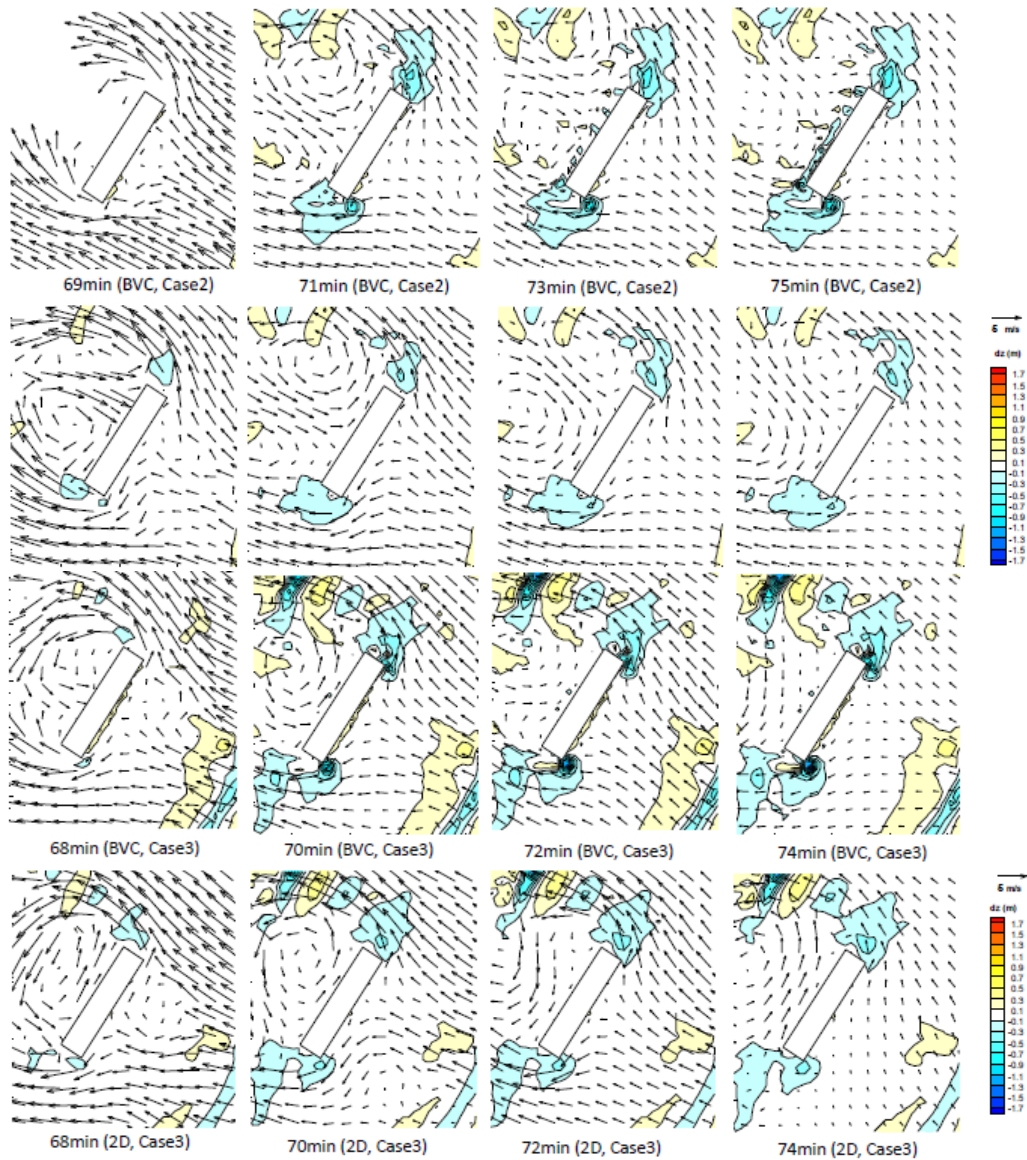 69min (BVC, Case2)
71min (BVC, Case2)
73min (BVC, Case2)
75min (BVC, Case2)
5 m/s
dz (m)
1.7
1.5
1.3
1.1
0.9
0.7
0.5
0.3
0.1
-0.1
-0.3
-0.5
-0.7
-0.9
-1.1
-1.3
-1.5
-1.7
68min (BVC, Case3)
70min (BVC, Case3)
72min (BVC, Case3)
74min (BVC, Case3)
5 m/s
dz (m)
1.7
1.5
1.3
1.1
0.9
0.7
0.5
0.3
0.1
-0.1
-0.3
-0.5
-0.7
-0.9
-1.1
-1.3
-1.5
-1.7
68min (2D, Case3)
70min (2D, Case3)
72min (2D, Case3)
74min (2D, Case3)